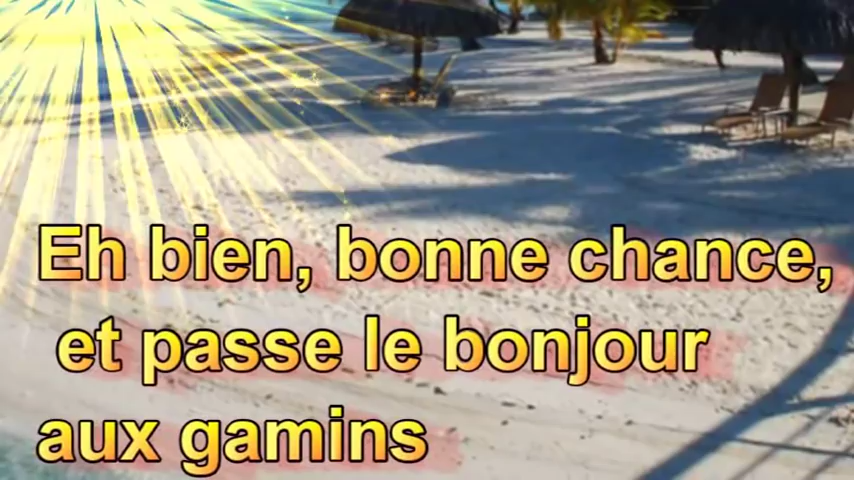 Eh bien, bonne chance,
et passe le bonjour
aux gamins